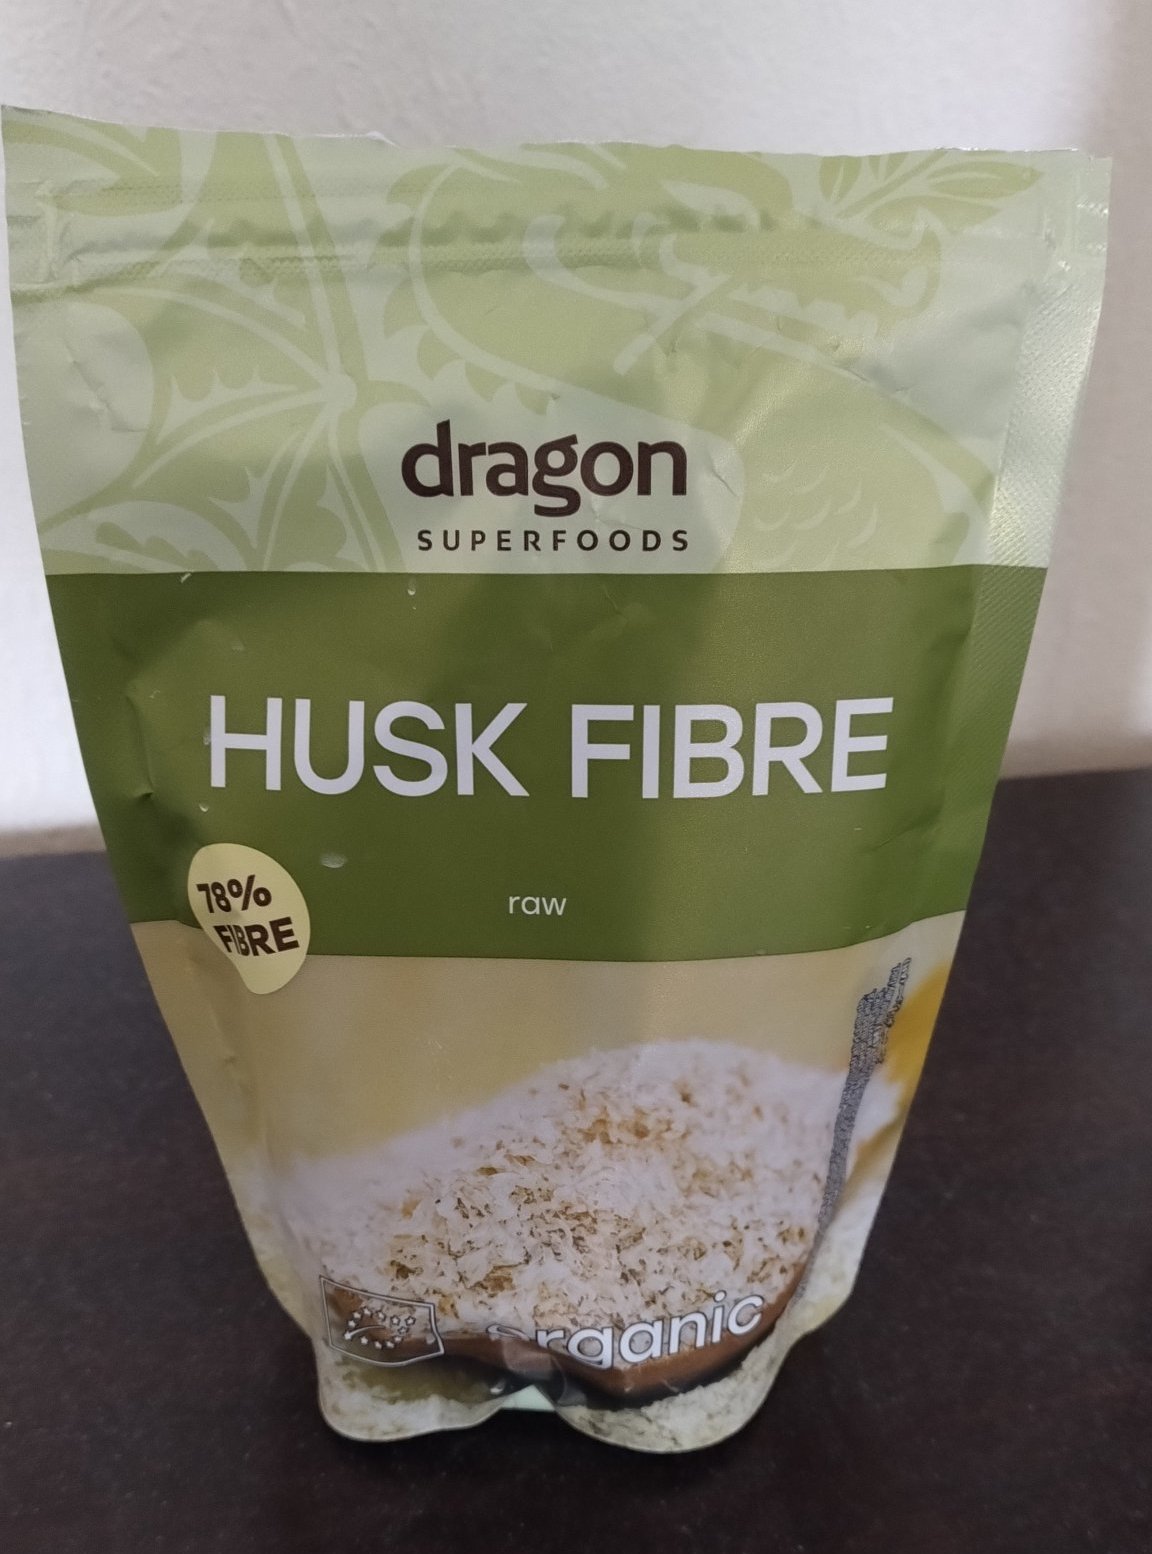 dragon
SUPERFOODS
HUSK FIBRE
78%
FIBRE
raw
organic